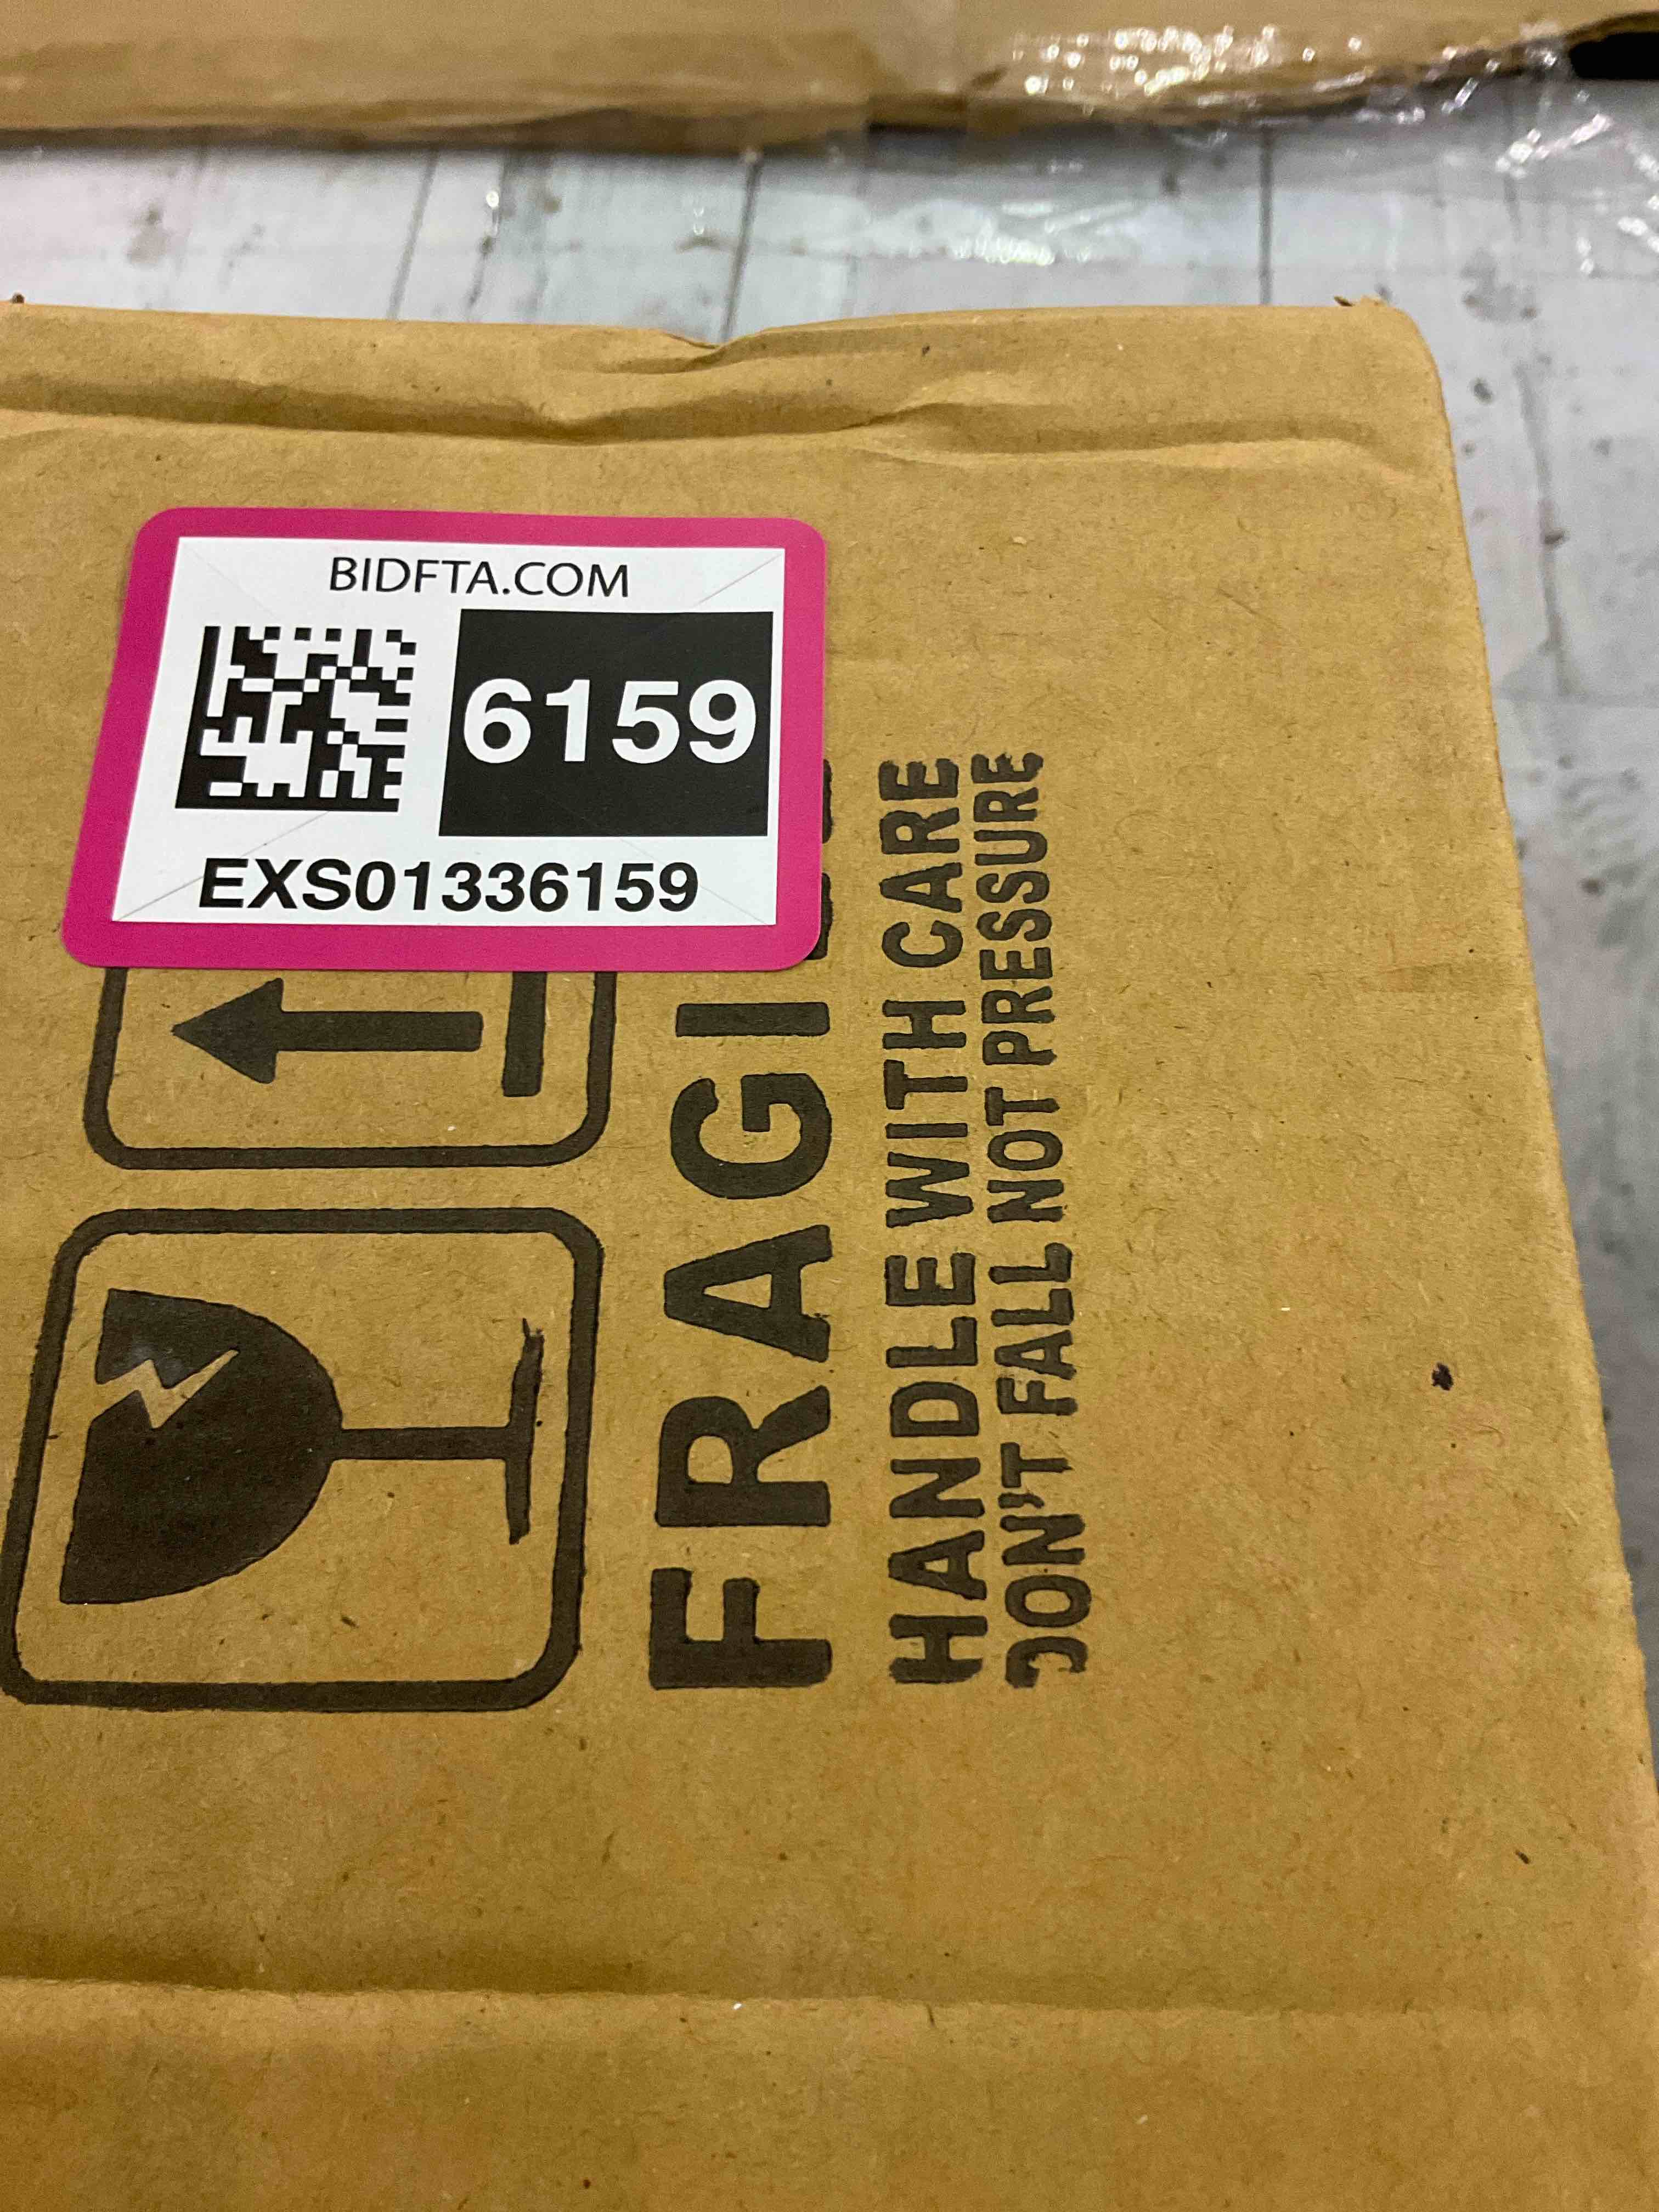 BIDFTA.COM
6159
EXS01336159
FRAGI
HANDLE WITH CARE
DON'T FALL NOT PRESSURE